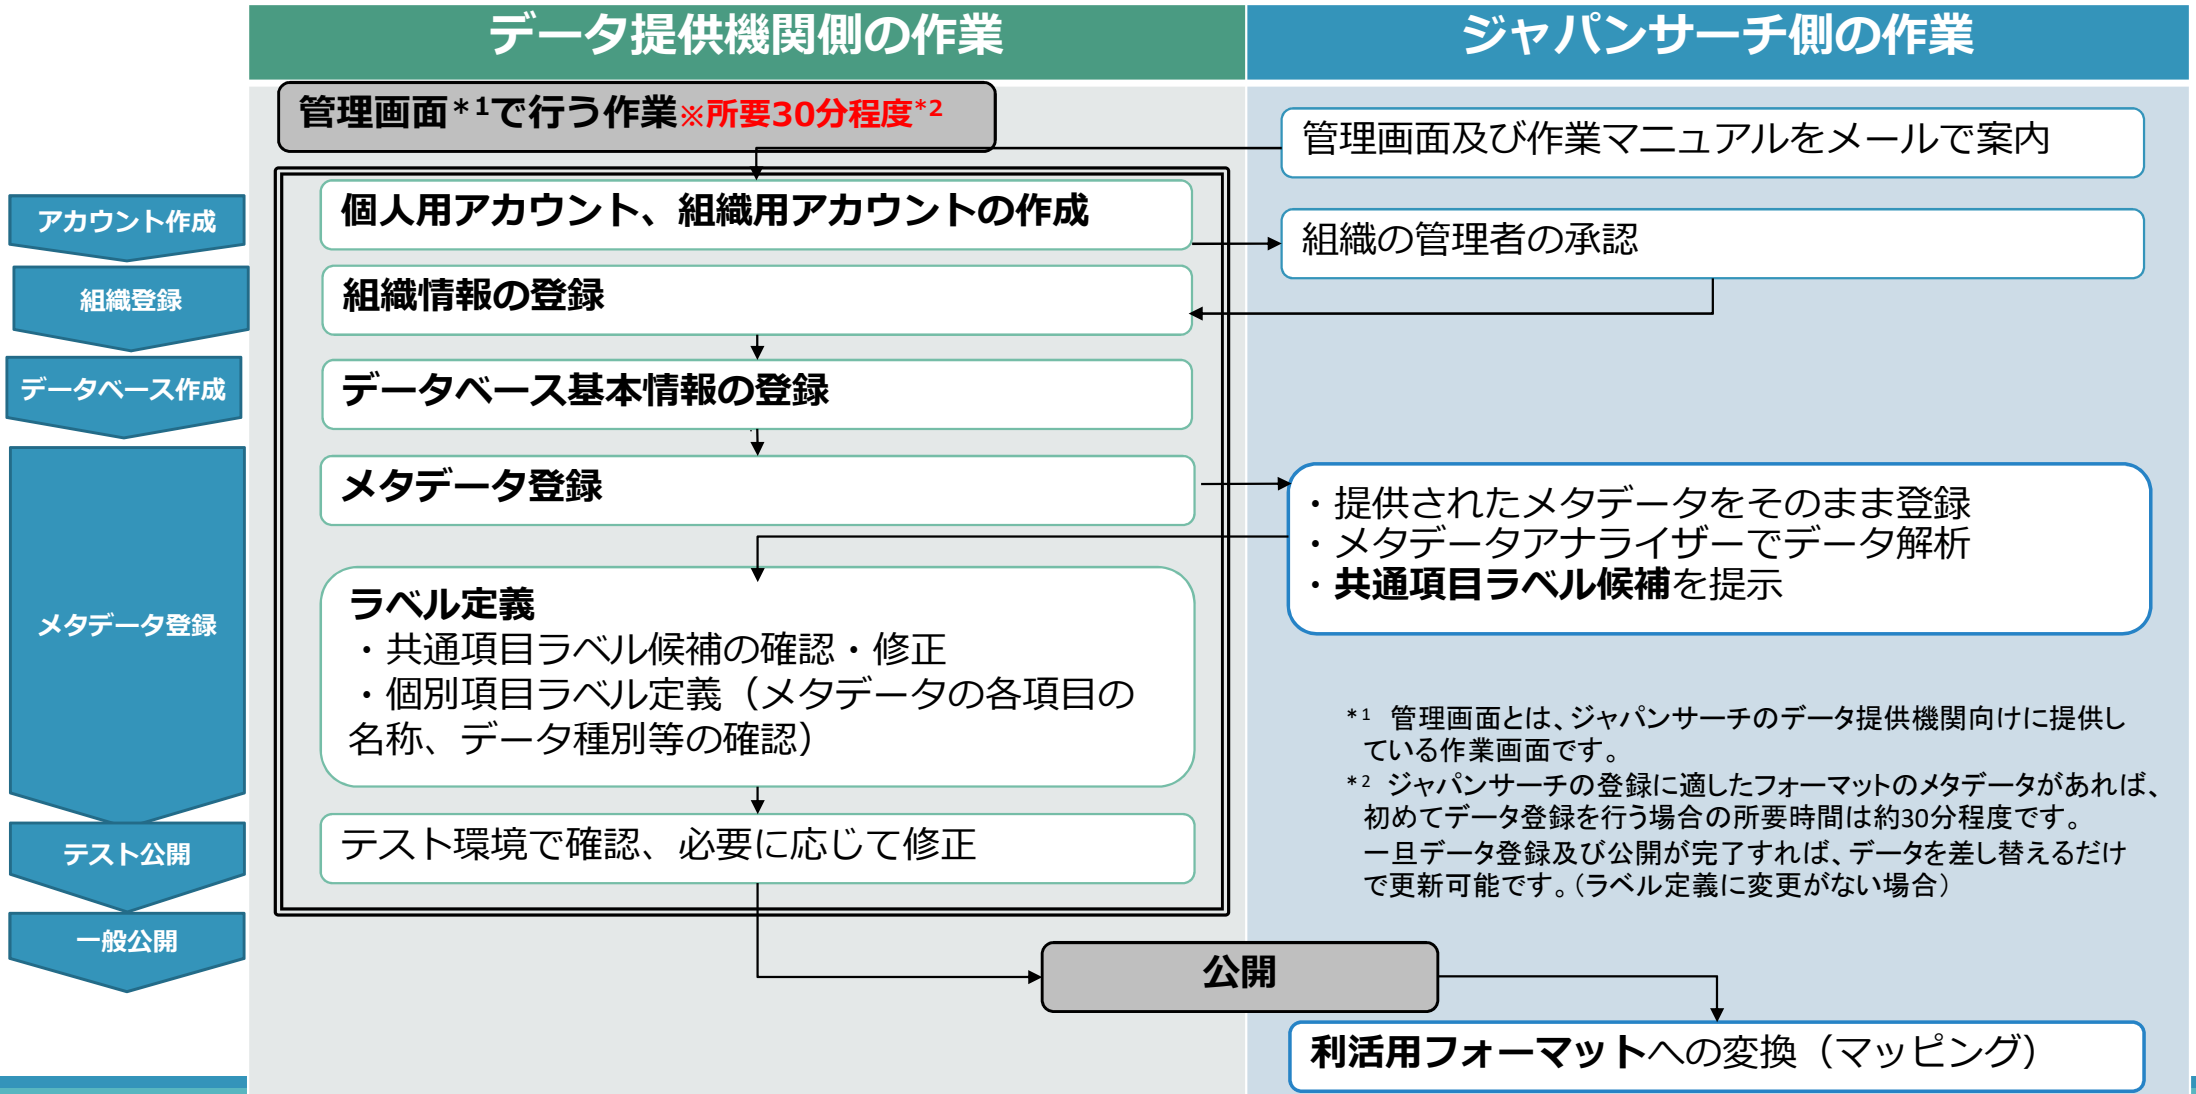 データ提供機関側の作業
ジャパンサーチ側の作業
管理画面*1で行う作業※所要30分程度*2
管理画面及び作業マニュアルをメールで案内
アカウント作成
個人用アカウント、組織用アカウントの作成
組織の管理者の承認
組織登録
組織情報の登録
データベース作成
データベース基本情報の登録
メタデータ登録
メタデータ登録
・提供されたメタデータをそのまま登録
・メタデータアナライザーでデータ解析
・共通項目ラベル候補を提示
ラベル定義
・共通項目ラベル候補の確認・修正
・個別項目ラベル定義（メタデータの各項目の
名称、データ種別等の確認）
*1 管理画面とは、ジャパンサーチのデータ提供機関向けに提供し
ている作業画面です。
*2 ジャパンサーチの登録に適したフォーマットのメタデータがあれば、
初めてデータ登録を行う場合の所要時間は約30分程度です。
一旦データ登録及び公開が完了すれば、データを差し替えるだけ
で更新可能です。（ラベル定義に変更がない場合）
テスト公開
テスト環境で確認、必要に応じて修正
一般公開
公開
利活用フォーマットへの変換（マッピング）